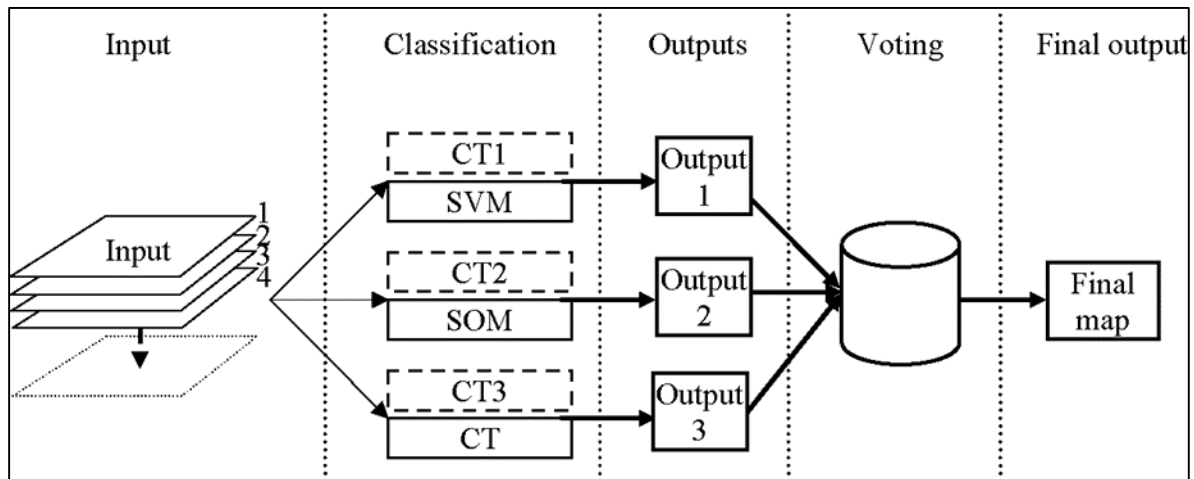 Input
Classification
Outputs
Voting
Final output
1
2
3
4
Input
CT1
SVM
CT2
SOM
CT3
CT
Output
1
Output
2
Output
3
Final
map